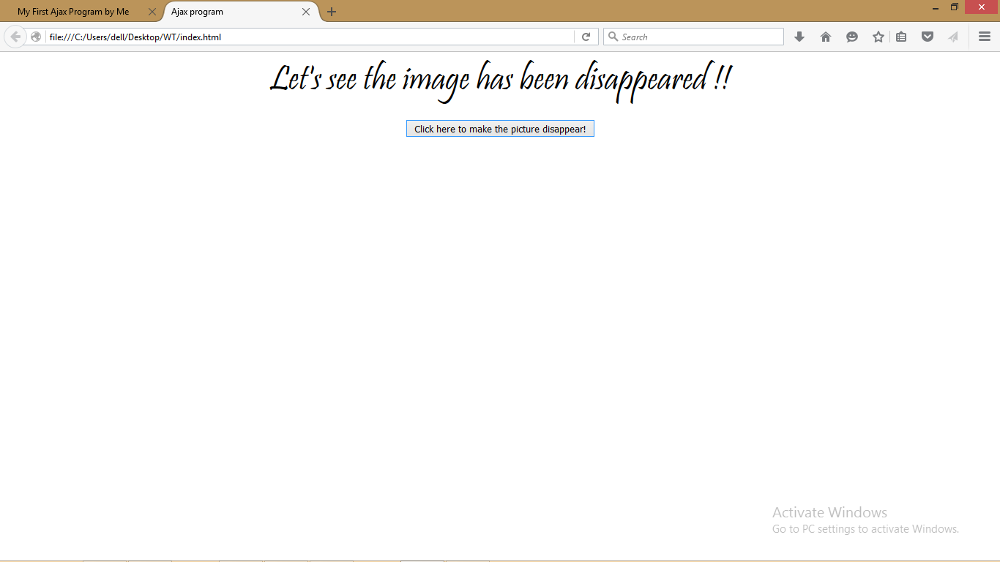 My First Ajax Program by Me
Ajax program
file:///C:/Users/dell/Desktop/WT/index.html
Search
Let's see the image has been disappeared !!
Click here to make the picture disappear!
Activate Windows
Go to PC settings to activate Windows.